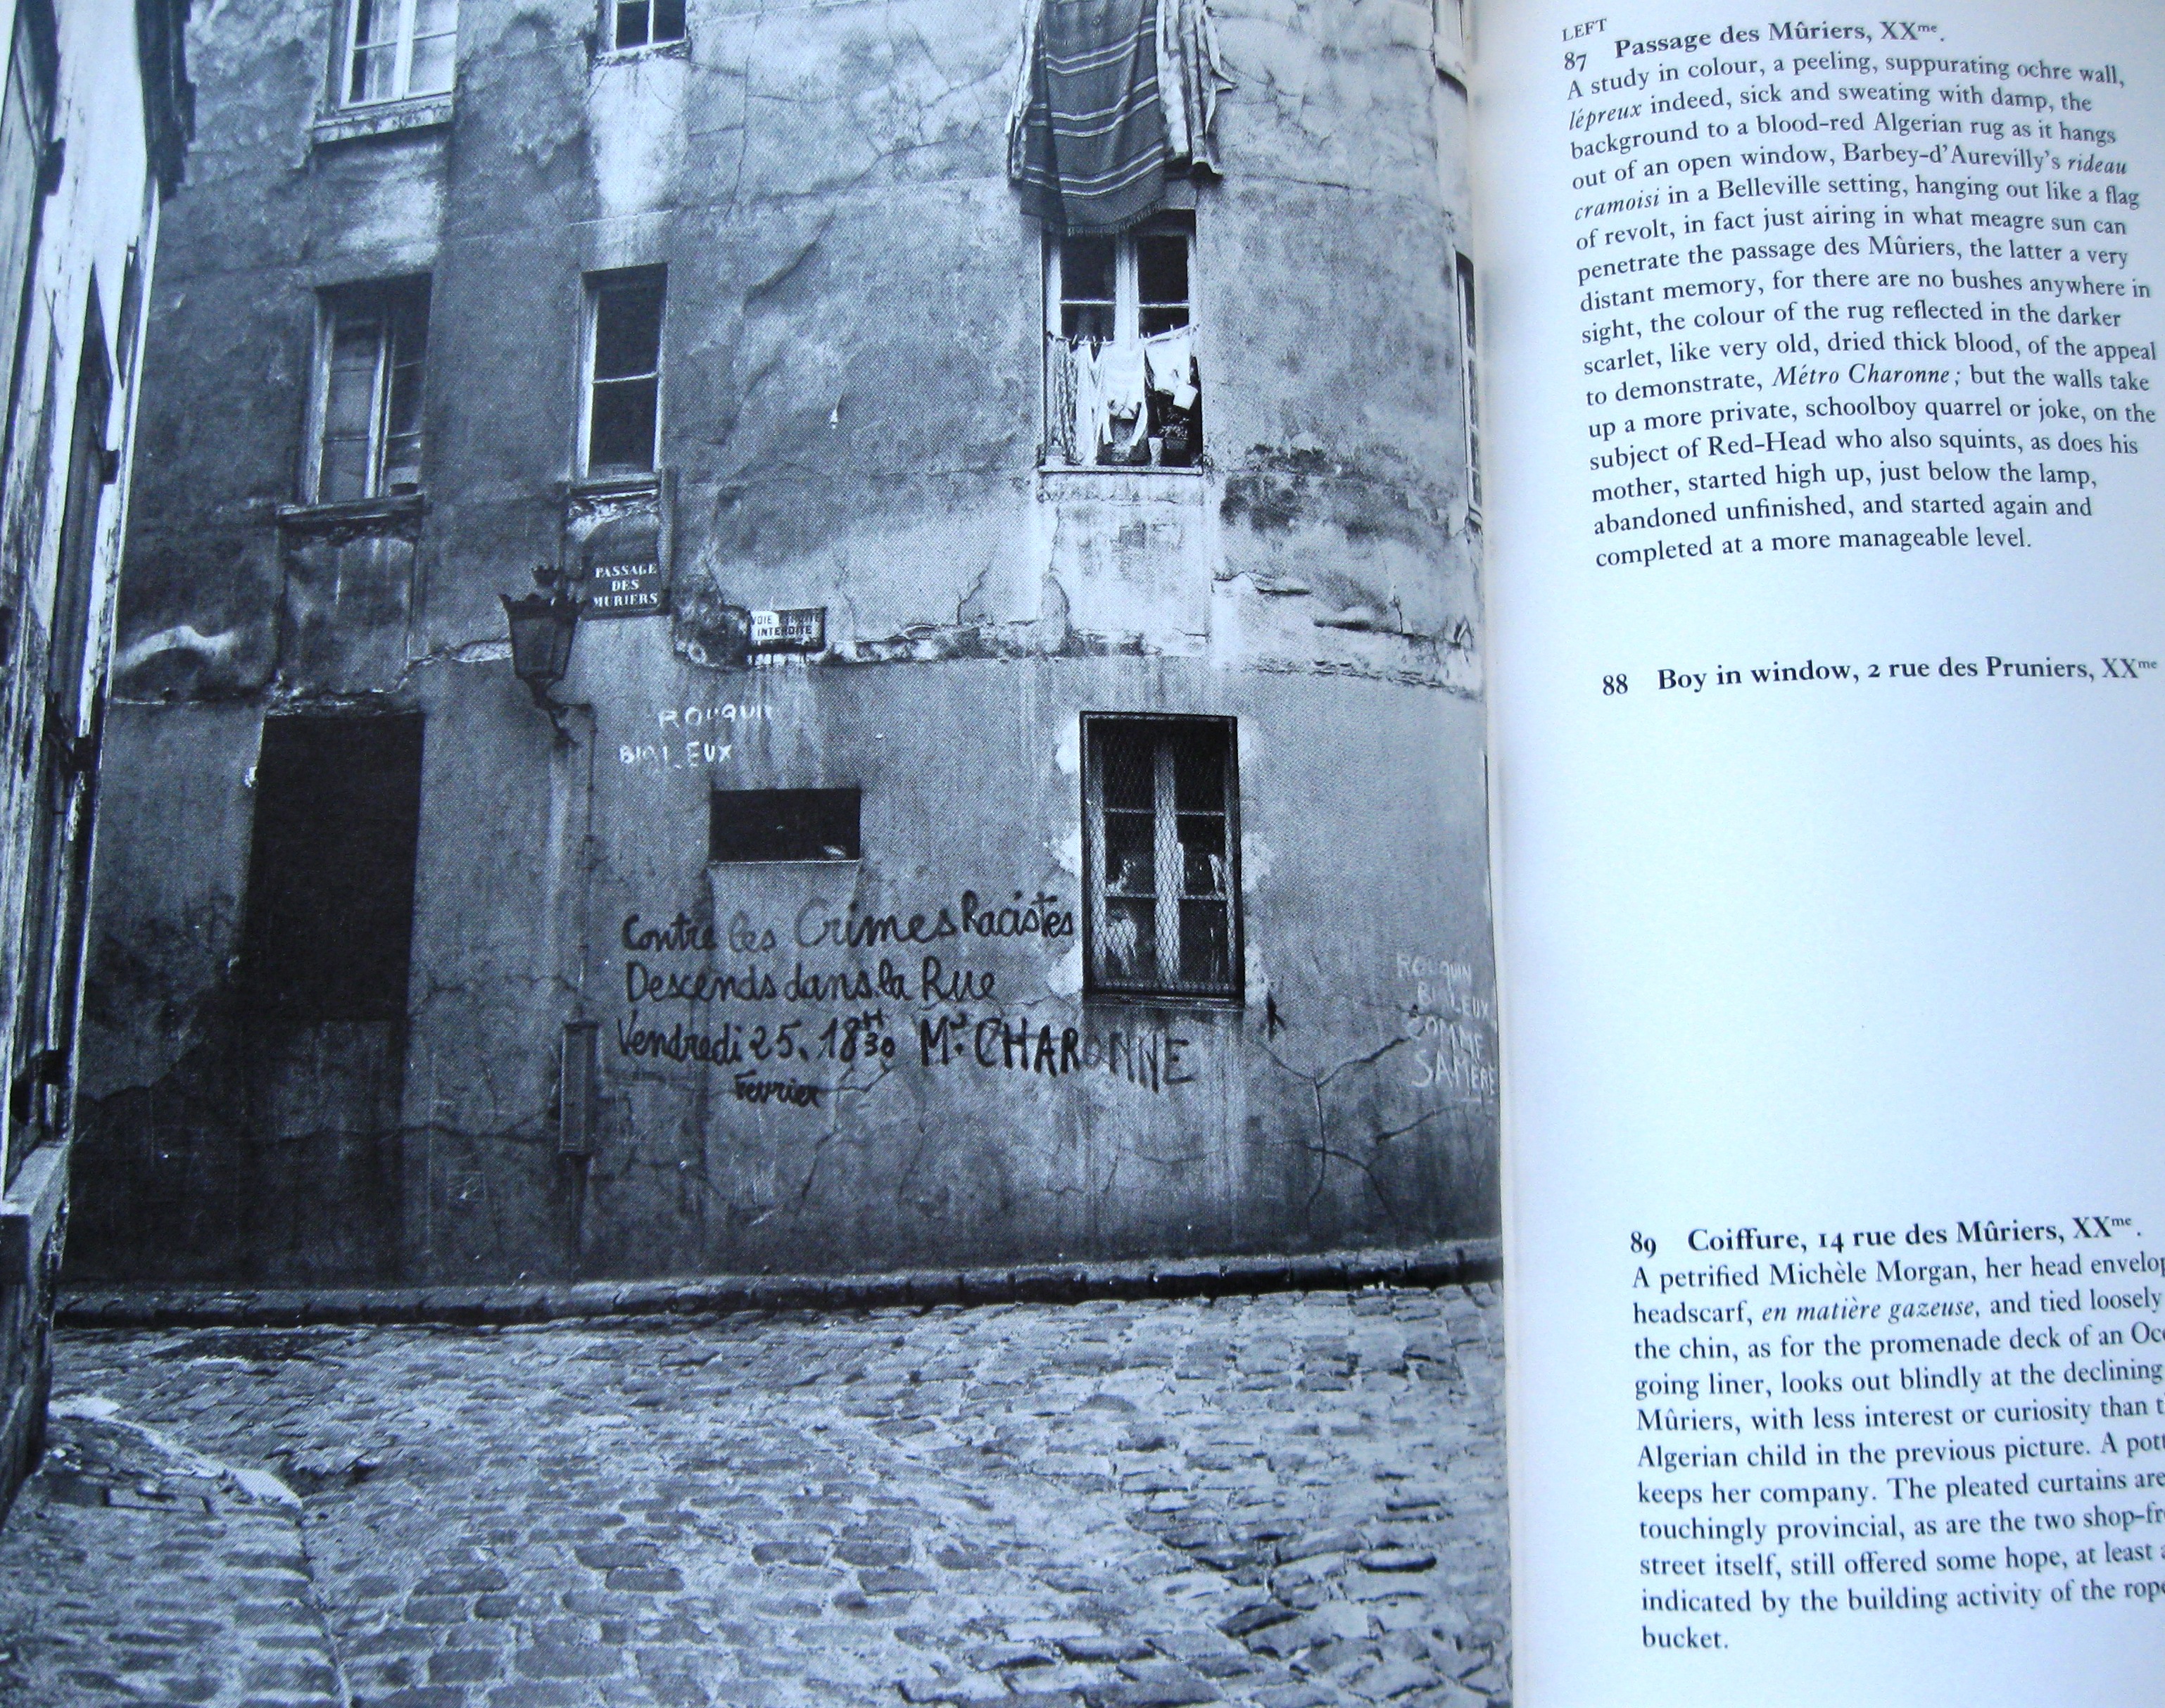 PASSAGE
DES
MURIERS
INTERDITE
ROUQUIN
BIGLEUX
Contre les Crimes Racistes
Descends dans la Rue
Vendredi 25. 18H30 Mo. CHARONNE
Fevrier
ROUQUIN
BIGLEUX
COMME
SA MERE
LEFT
87 Passage des Mûriers, XXme.
A study in colour, a peeling, suppurating ochre wall,
lépreux indeed, sick and sweating with damp, the
background to a blood-red Algerian rug as it hangs
out of an open window, Barbey-d'Aurevilly's rideau
cramoisi in a Belleville setting, hanging out like a flag
of revolt, in fact just airing in what meagre sun can
penetrate the passage des Mûriers, the latter a very
distant memory, for there are no bushes anywhere in
sight, the colour of the rug reflected in the darker
scarlet, like very old, dried thick blood, of the appeal
to demonstrate, Métro Charonne; but the walls take
up a more private, schoolboy quarrel or joke, on the
subject of Red-Head who also squints, as does his
mother, started high up, just below the lamp,
abandoned unfinished, and started again and
completed at a more manageable level.
88 Boy in window, 2 rue des Pruniers, XXme
89 Coiffure, 14 rue des Mûriers, XXme.
A petrified Michèle Morgan, her head envelop
headscarf, en matière gazeuse, and tied loosely
the chin, as for the promenade deck of an Oc
going liner, looks out blindly at the declining
Mûriers, with less interest or curiosity than t
Algerian child in the previous picture. A pott
keeps her company. The pleated curtains are
touchingly provincial, as are the two shop-fr
street itself, still offered some hope, at least a
indicated by the building activity of the rope
bucket.